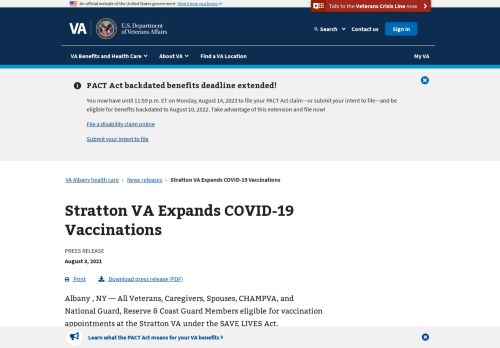 An official website of the United States government Here's how you know
Talk to the Veterans Crisis Line now
VA
U.S. Department
of Veterans Affairs
Search
Contact us
Sign in
VA Benefits and Health Care
About VA
Find a VA Location
My VA
PACT Act backdated benefits deadline extended!
You now have until 11:59 p.m. ET on Monday, August 14, 2023 to file your PACT Act claim—or submit your intent to file—and be
eligible for benefits backdated to August 10, 2022. Take advantage of this extension and file now!
File a disability claim online
Submit your intent to file
VA Albany health care › News releases › Stratton VA Expands COVID-19 Vaccinations
Stratton VA Expands COVID-19
Vaccinations
PRESS RELEASE
August 3, 2021
Print
Download press release (PDF)
Albany , NY — All Veterans, Caregivers, Spouses, CHAMPVA, and
National Guard, Reserve & Coast Guard Members eligible for vaccination
appointments at the Stratton VA under the SAVE LIVES Act.
Learn what the PACT Act means for your VA benefits